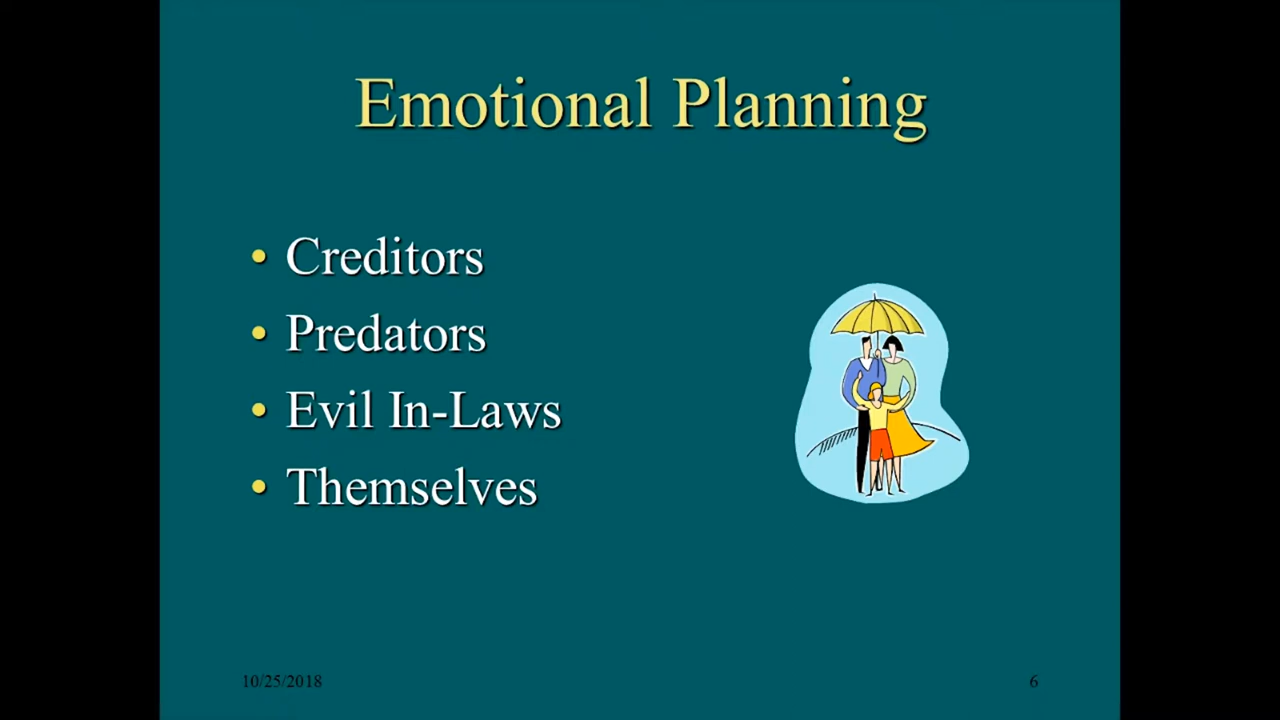 Emotional Planning
• Creditors
• Predators
• Evil In-Laws
• Themselves
10/25/2018
6